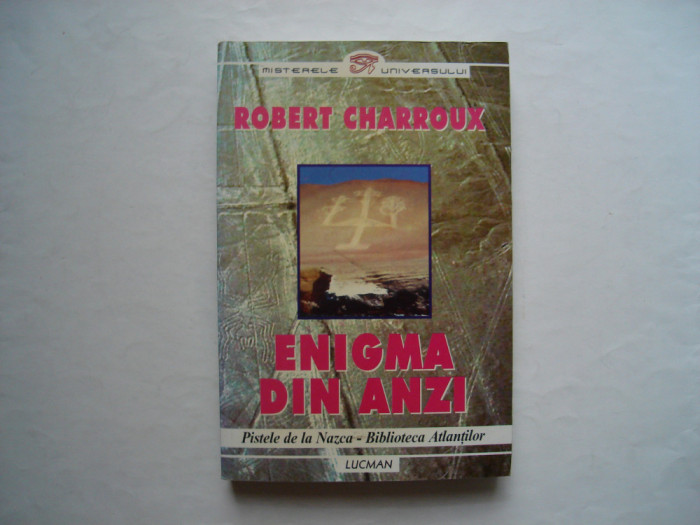 MISTERELE UNIVERSULUI
ROBERT CHARROUX
ENIGMA
DIN ANZI
Pistele de la Nazca - Biblioteca Atlanților
LUCMAN